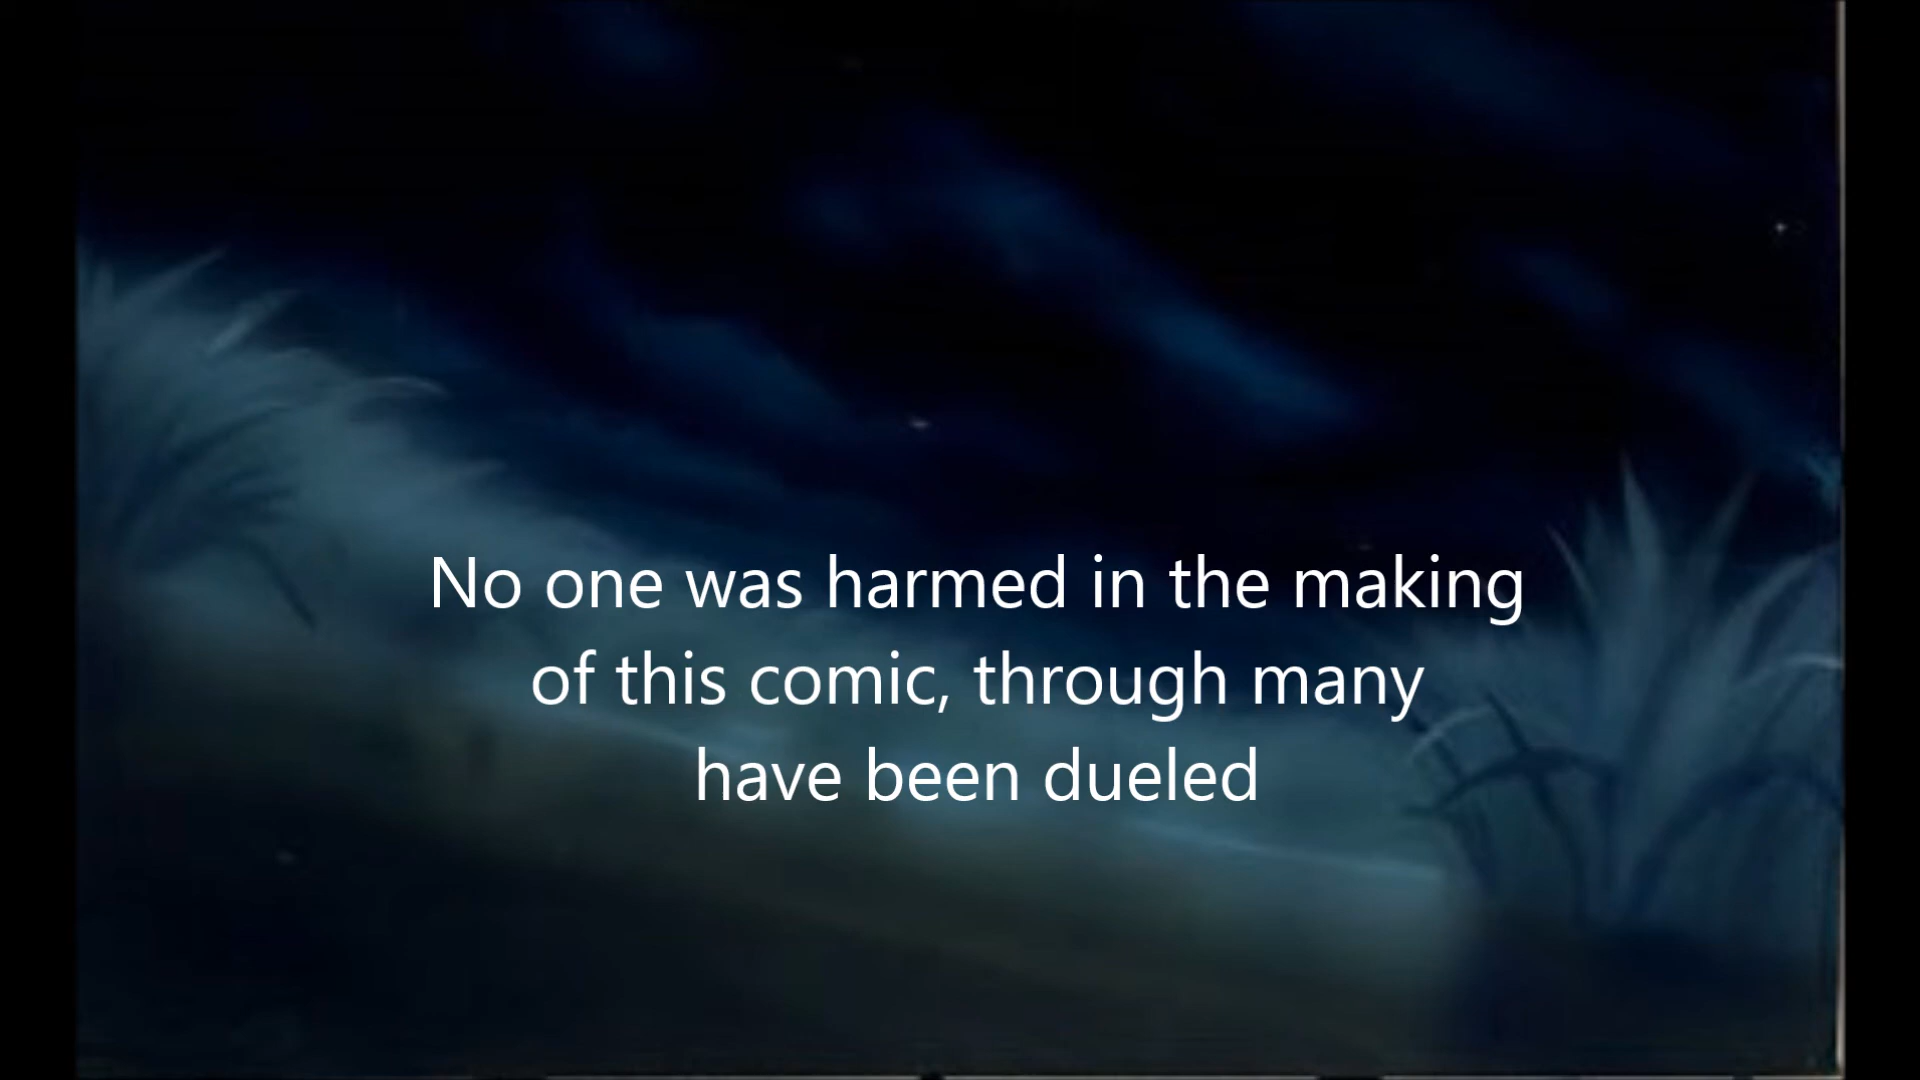 No one was harmed in the making
of this comic, through many
have been dueled